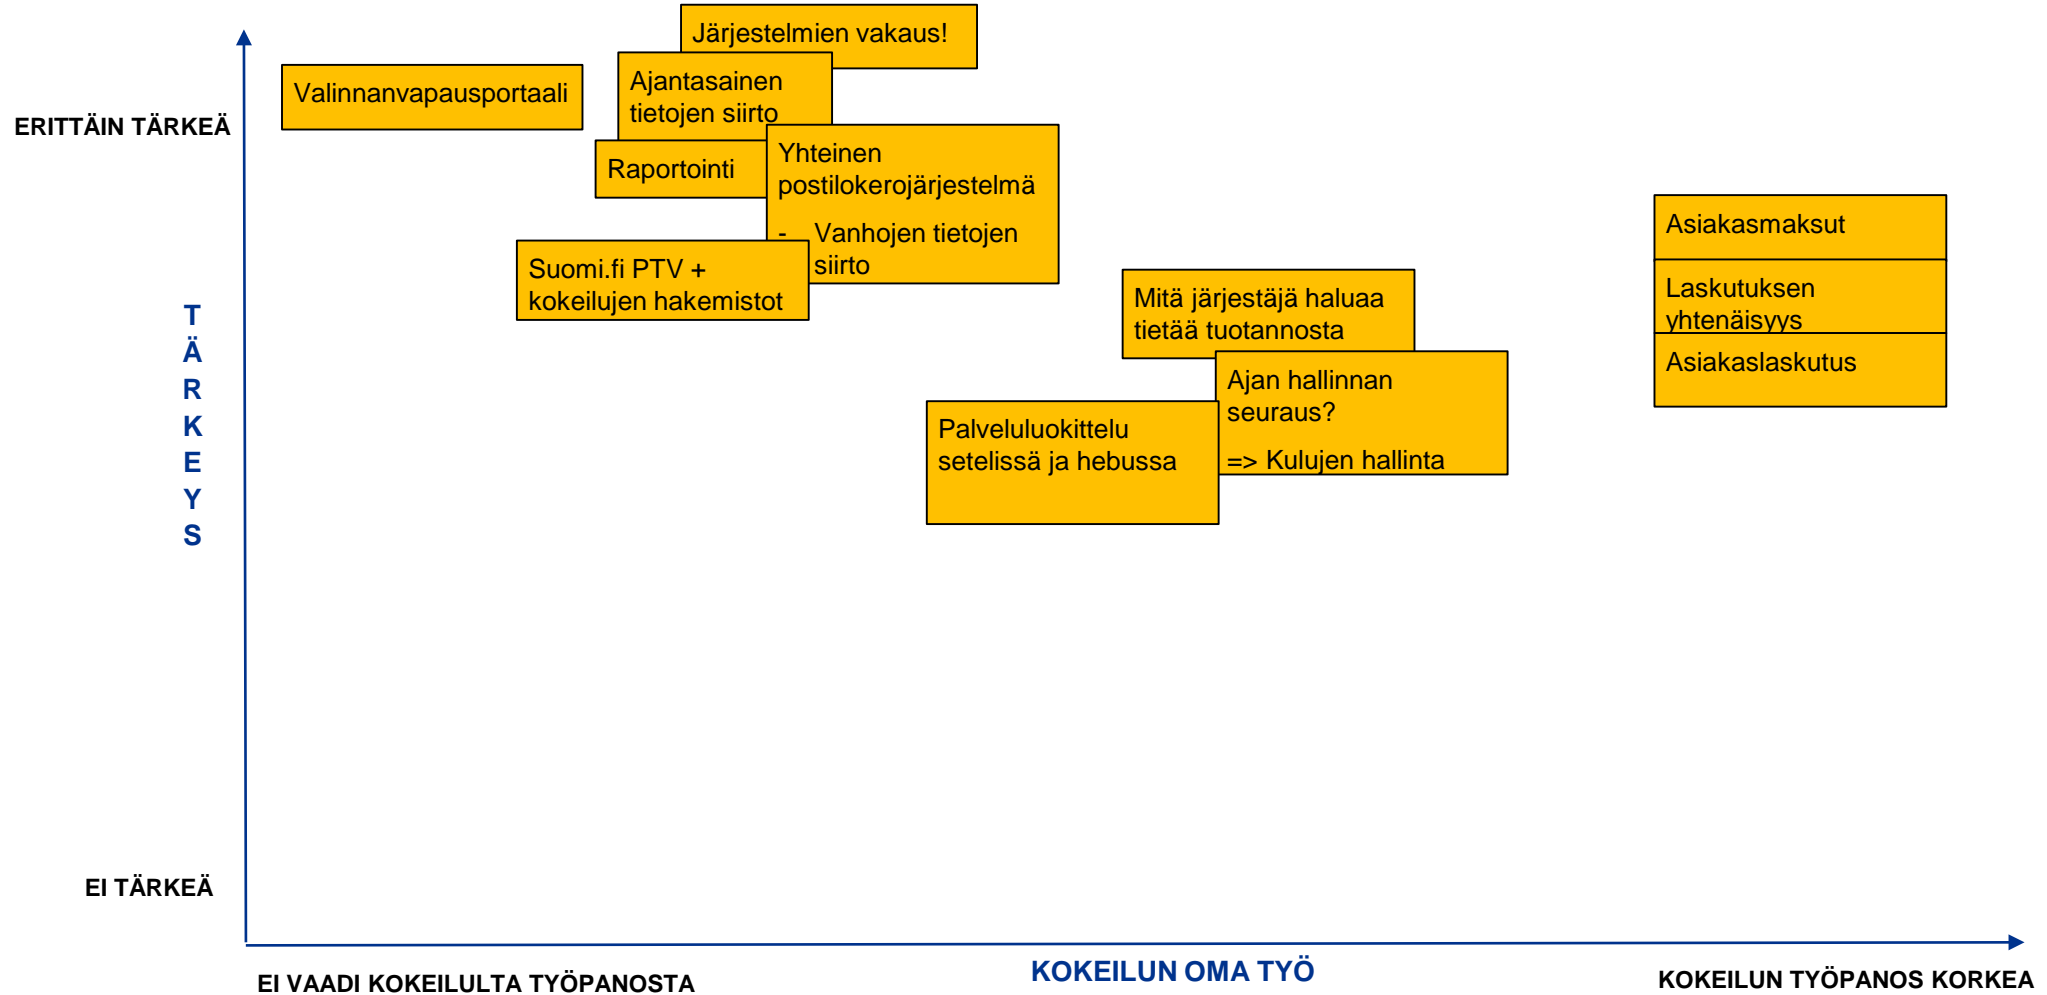 Järjestelmien vakaus!
Valinnanvapausportaali
Ajantasainen
tietojen siirto
ERITTÄIN TÄRKEÄ
Raportointi
Yhteinen
postilokerojärjestelmä
- Vanhojen tietojen
siirto
Suomi.fi PTV +
kokeilujen hakemistot
Asiakasmaksut
Laskutuksen
yhtenäisyys
Asiakaslaskutus
Mitä järjestäjä haluaa
tietää tuotannosta
Ajan hallinnan
seuraus?
=> Kulujen hallinta
Palveluluokittelu
setelissä ja hebussa
T
Ä
R
K
E
Y
S
EI TÄRKEÄ
EI VAADI KOKEILULTA TYÖPANOSTA
KOKEILUN OMA TYÖ
KOKEILUN TYÖPANOS KORKEA